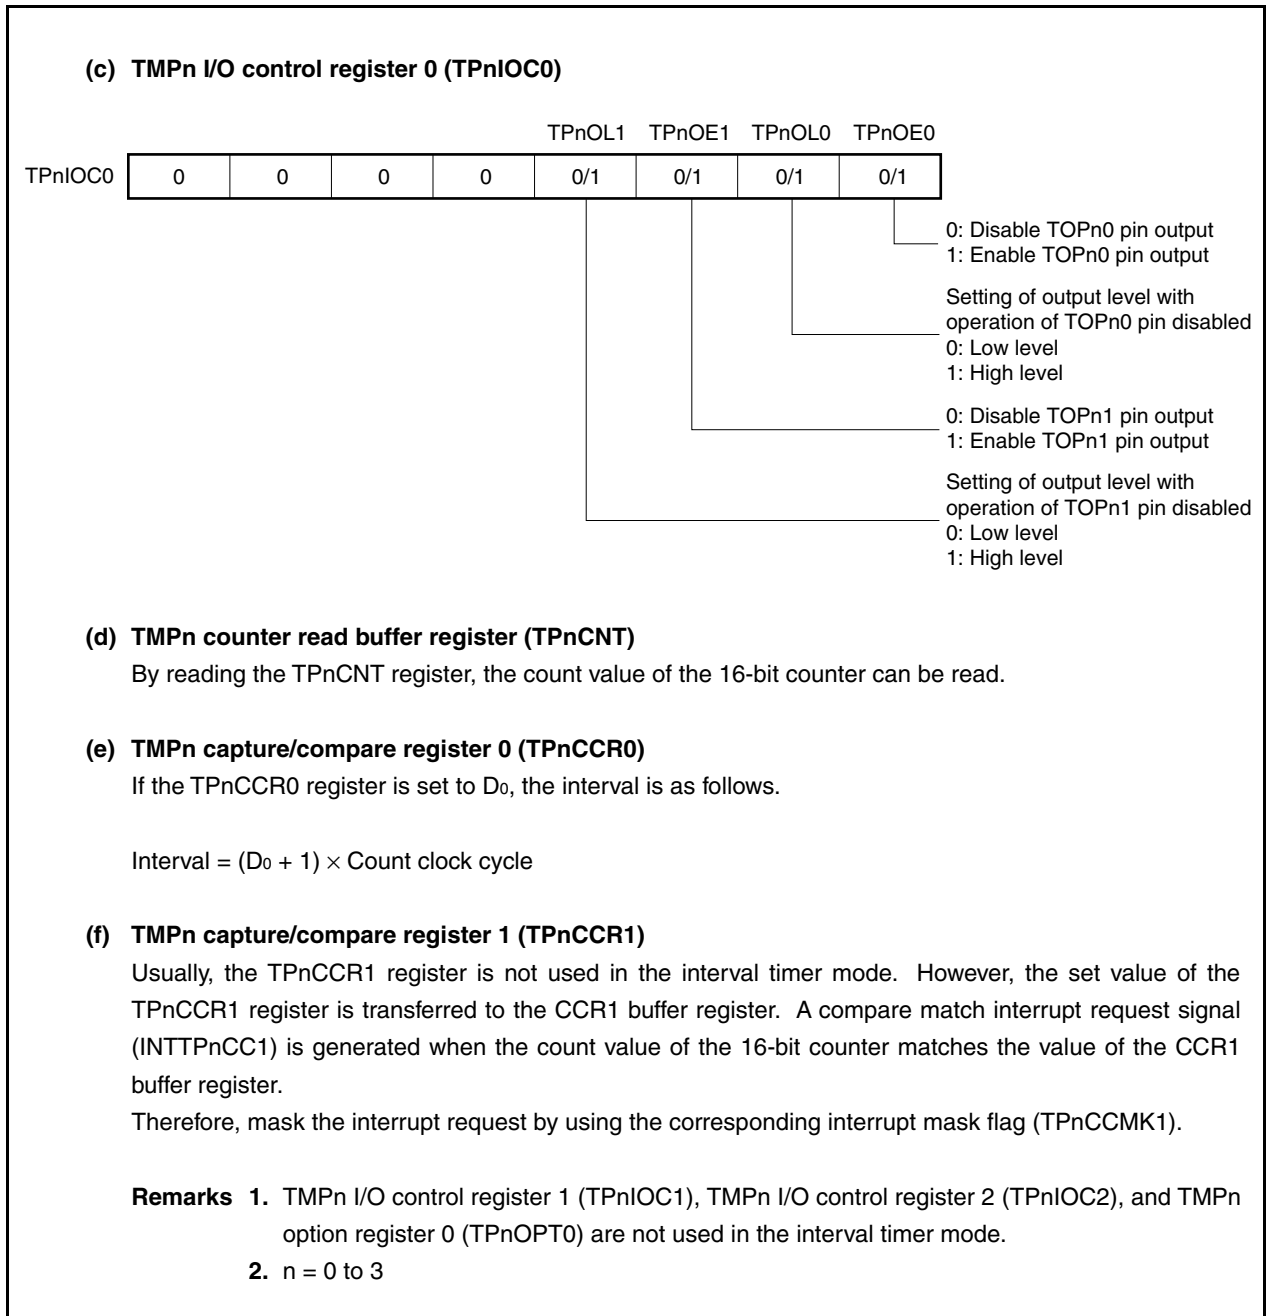 (c) TMPn I/O control register 0 (TPnIOC0)
TPnOL1 TPnOE1 TPnOL0 TPnOE0
TPnIOC0 0 0 0 0 0/1 0/1 0/1 0/1
0: Disable TOPn0 pin output
1: Enable TOPn0 pin output
Setting of output level with
operation of TOPn0 pin disabled
0: Low level
1: High level
0: Disable TOPn1 pin output
1: Enable TOPn1 pin output
Setting of output level with
operation of TOPn1 pin disabled
0: Low level
1: High level
(d) TMPn counter read buffer register (TPnCNT)
By reading the TPnCNT register, the count value of the 16-bit counter can be read.
(e) TMPn capture/compare register 0 (TPnCCR0)
If the TPnCCR0 register is set to D0, the interval is as follows.
Interval = (D0 + 1) × Count clock cycle
(f) TMPn capture/compare register 1 (TPnCCR1)
Usually, the TPnCCR1 register is not used in the interval timer mode. However, the set value of the
TPnCCR1 register is transferred to the CCR1 buffer register. A compare match interrupt request signal
(INTTPnCC1) is generated when the count value of the 16-bit counter matches the value of the CCR1
buffer register.
Therefore, mask the interrupt request by using the corresponding interrupt mask flag (TPnCCMK1).
Remarks 1. TMPn I/O control register 1 (TPnIOC1), TMPn I/O control register 2 (TPnIOC2), and TMPn
option register 0 (TPnOPT0) are not used in the interval timer mode.
2. n = 0 to 3